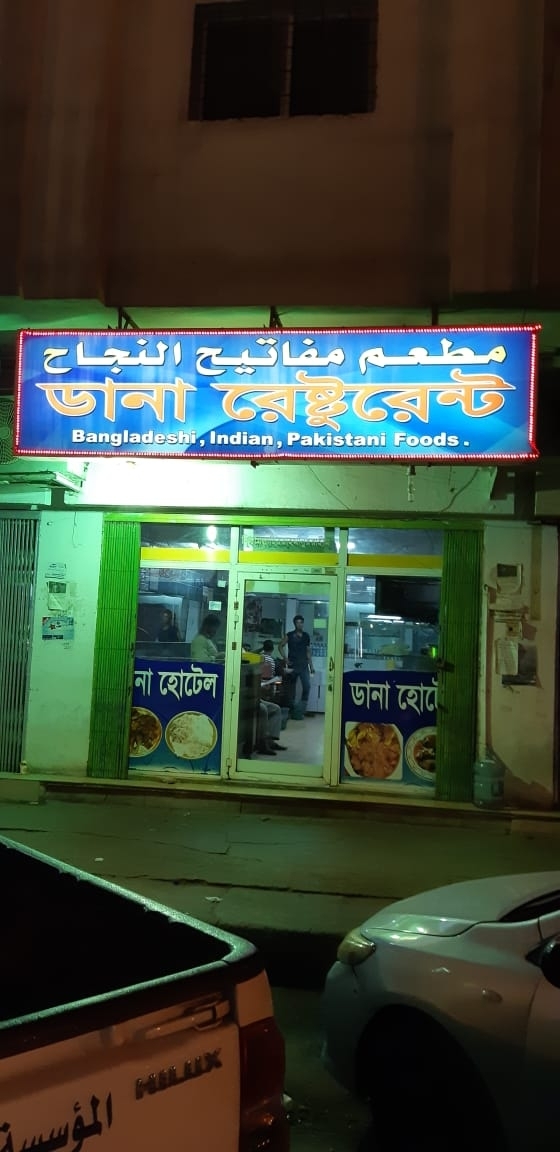 مطعم مفاتيح النجاح
ডানা রেষ্টুরেন্ট
Bangladeshi, Indian, Pakistani Foods.
না হোটেল
ডানা হোটে
HILUX
المؤسسة